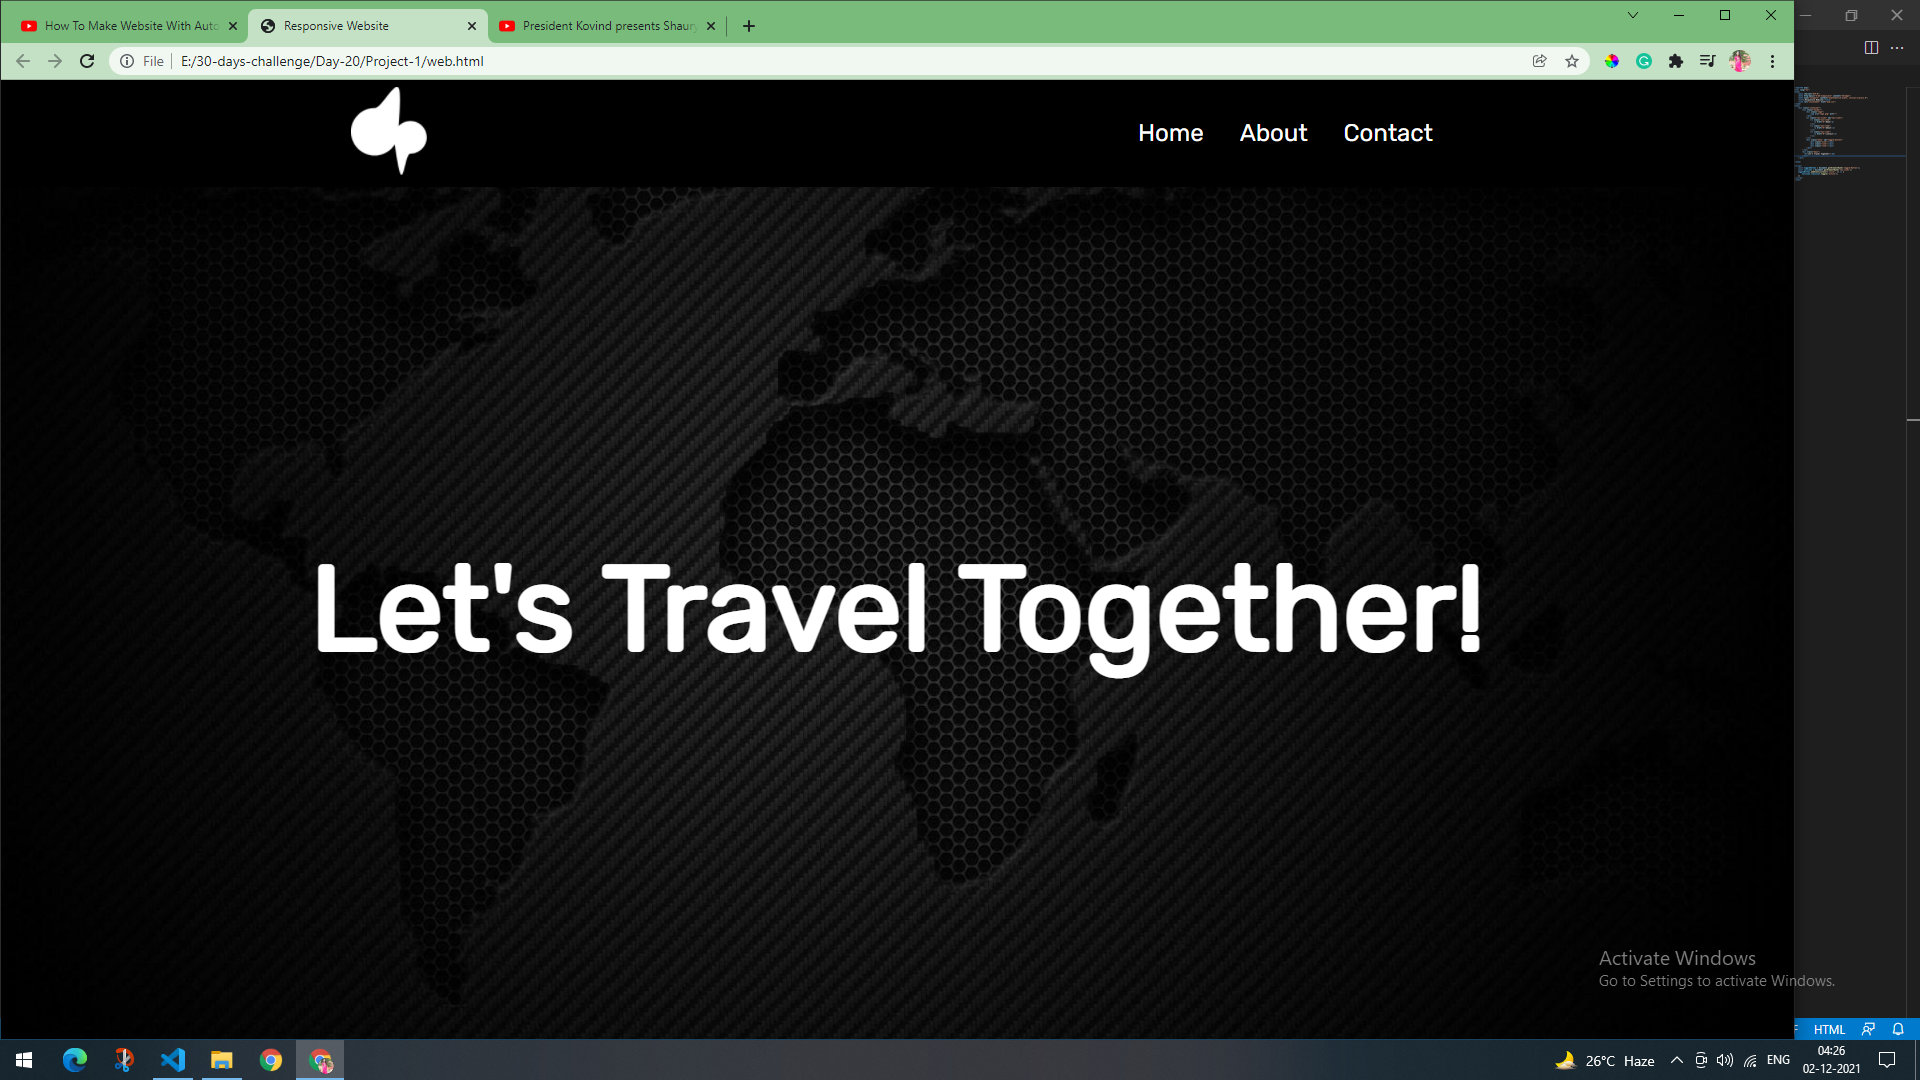 How To Make Website With Auto
Responsive Website
President Kovind presents Shaury
File
E:/30-days-challenge/Day-20/Project-1/web.html
Home
About
Contact
Let's Travel Together!
Activate Windows
Go to Settings to activate Windows.
HTML
26°C Haze
ENG
04:26
02-12-2021